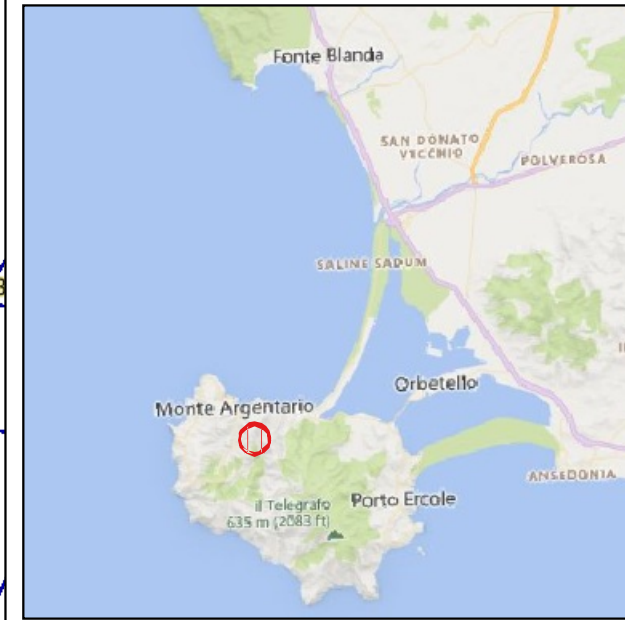 Fonte Blanda
SAN DONATO
VECCHIO
POLVEROSA
SALINE SADUM
Orbetello
Monte Argentario
ANSEDONIA
Porto Ercole
il Telegrafo
635 m (2083 ft)